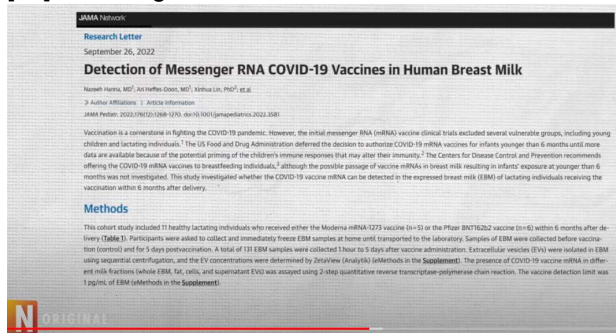 JAMA Network
Research Letter
September 26, 2022
Detection of Messenger RNA COVID-19 Vaccines in Human Breast Milk
Nazeeh Hanna, MD1; Ari Heffes-Doon, MD1; Xinhua Lin, PhD2; et al
> Author Affiliations | Article Information
JAMA Pediatr. 2022;176(12):1268-1270. doi:10.1001/jamapediatrics.2022.3581
Vaccination is a cornerstone in fighting the COVID-19 pandemic. However, the initial messenger RNA (mRNA) vaccine clinical trials excluded several vulnerable groups, including young
children and lactating individuals.1 The US Food and Drug Administration deferred the decision to authorize COVID-19 mRNA vaccines for infants younger than 6 months until more
data are available because of the potential priming of the children's immune responses that may alter their immunity.2 The Centers for Disease Control and Prevention recommends
offering the COVID-19 mRNA vaccines to breastfeeding individuals,3 although the possible passage of vaccine mRNAs in breast milk resulting in infants' exposure at younger than 6
months was not investigated. This study investigated whether the COVID-19 vaccine mRNA can be detected in the expressed breast milk (EBM) of lactating individuals receiving the
vaccination within 6 months after delivery.
Methods
This cohort study included 11 healthy lactating individuals who received either the Moderna mRNA-1273 vaccine (n=5) or the Pfizer BNT162b2 vaccine (n=6) within 6 months after de-
livery (Table 1). Participants were asked to collect and immediately freeze EBM samples at home until transported to the laboratory. Samples of EBM were collected before vaccina-
tion (control) and for 5 days postvaccination. A total of 131 EBM samples were collected 1 hour to 5 days after vaccine administration. Extracellular vesicles (EVs) were isolated in EBM
using sequential centrifugation, and the EV concentrations were determined by ZetaView (Analytik) (eMethods in the Supplement). The presence of COVID-19 vaccine mRNA in differ-
ent milk fractions (whole EBM, fat, cells, and supernatant EVs) was assayed using 2-step quantitative reverse transcriptase-polymerase chain reaction. The vaccine detection limit was
1 pg/mL of EBM (eMethods in the Supplement).
N ORIGINAL